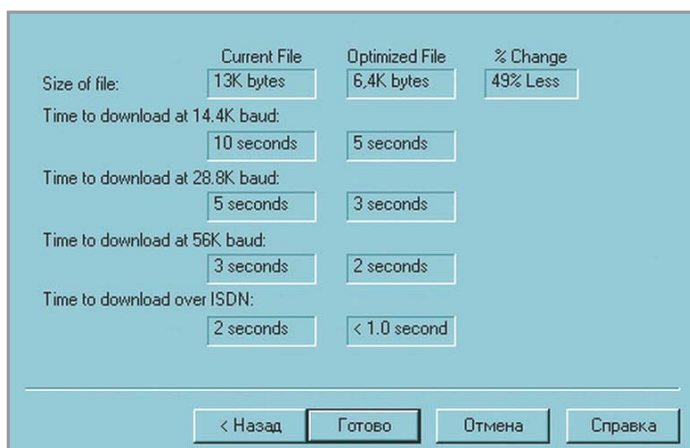 Current File Optimized File % Change
Size of file: 13K bytes 6,4K bytes 49% Less
Time to download at 14.4K baud:
10 seconds 5 seconds
Time to download at 28.8K baud:
5 seconds 3 seconds
Time to download at 56K baud:
3 seconds 2 seconds
Time to download over ISDN:
2 seconds < 1.0 second
< Назад Готово Отмена Справка